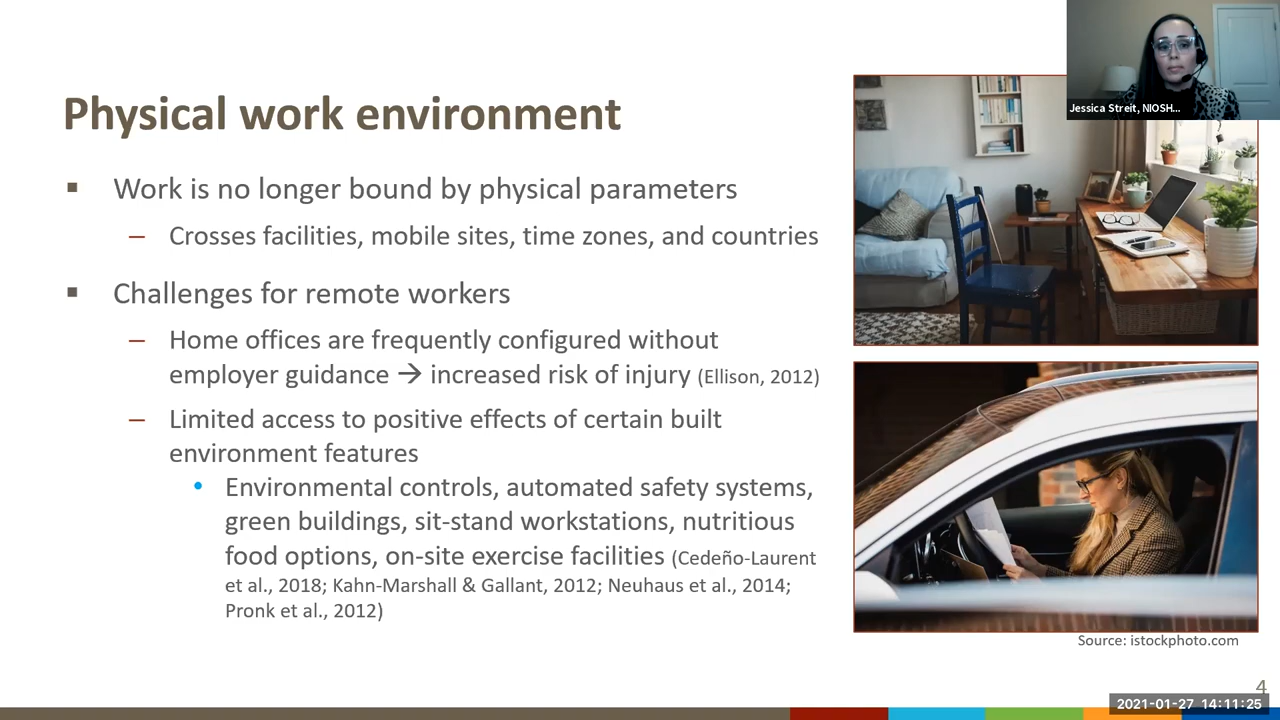 Jessica Streit, NIOSH...
Physical work environment
▪ Work is no longer bound by physical parameters
– Crosses facilities, mobile sites, time zones, and countries
▪ Challenges for remote workers
– Home offices are frequently configured without
employer guidance → increased risk of injury (Ellison, 2012)
– Limited access to positive effects of certain built
environment features
• Environmental controls, automated safety systems,
green buildings, sit-stand workstations, nutritious
food options, on-site exercise facilities (Cedeño-Laurent
et al., 2018; Kahn-Marshall & Gallant, 2012; Neuhaus et al., 2014;
Pronk et al., 2012)
Source: istockphoto.com
4
2021-01-27 14:11:25